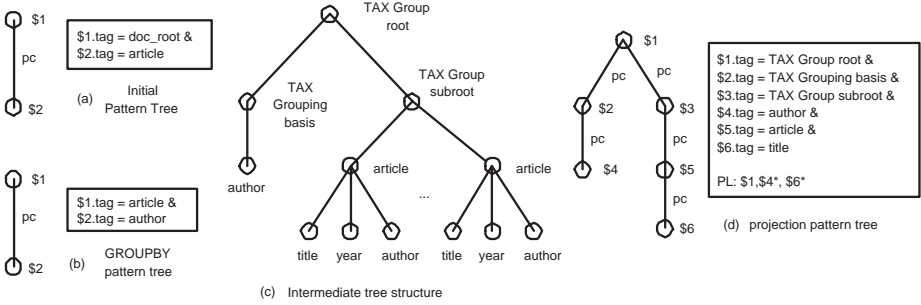 $1
pc
$2
$1.tag = doc_root &
$2.tag = article
(a) Initial
Pattern Tree
$1
pc
$2
$1.tag = article &
$2.tag = author
(b) GROUPBY
pattern tree
TAX Group
root
TAX
Grouping
basis
TAX Group
subroot
author
article
...
article
title year author title year author
(c) Intermediate tree structure
$1
pc pc
$2 $3
pc pc
$4 $5
pc
$6
$1.tag = TAX Group root &
$2.tag = TAX Grouping basis &
$3.tag = TAX Group subroot &
$4.tag = author &
$5.tag = article &
$6.tag = title
PL: $1,$4*, $6*
(d) projection pattern tree